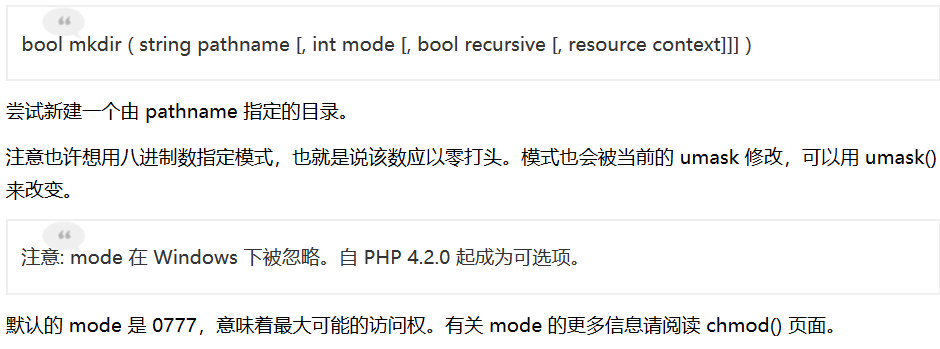 bool mkdir ( string pathname [, int mode [, bool recursive [, resource context]]] )
尝试新建一个由 pathname 指定的目录。
注意也许想用八进制数指定模式，也就是说该数应以零打头。模式也会被当前的 umask 修改，可以用 umask()
来改变。
注意: mode 在 Windows 下被忽略。自 PHP 4.2.0 起成为可选项。
默认的 mode 是 0777，意味着最大可能的访问权。有关 mode 的更多信息请阅读 chmod() 页面。